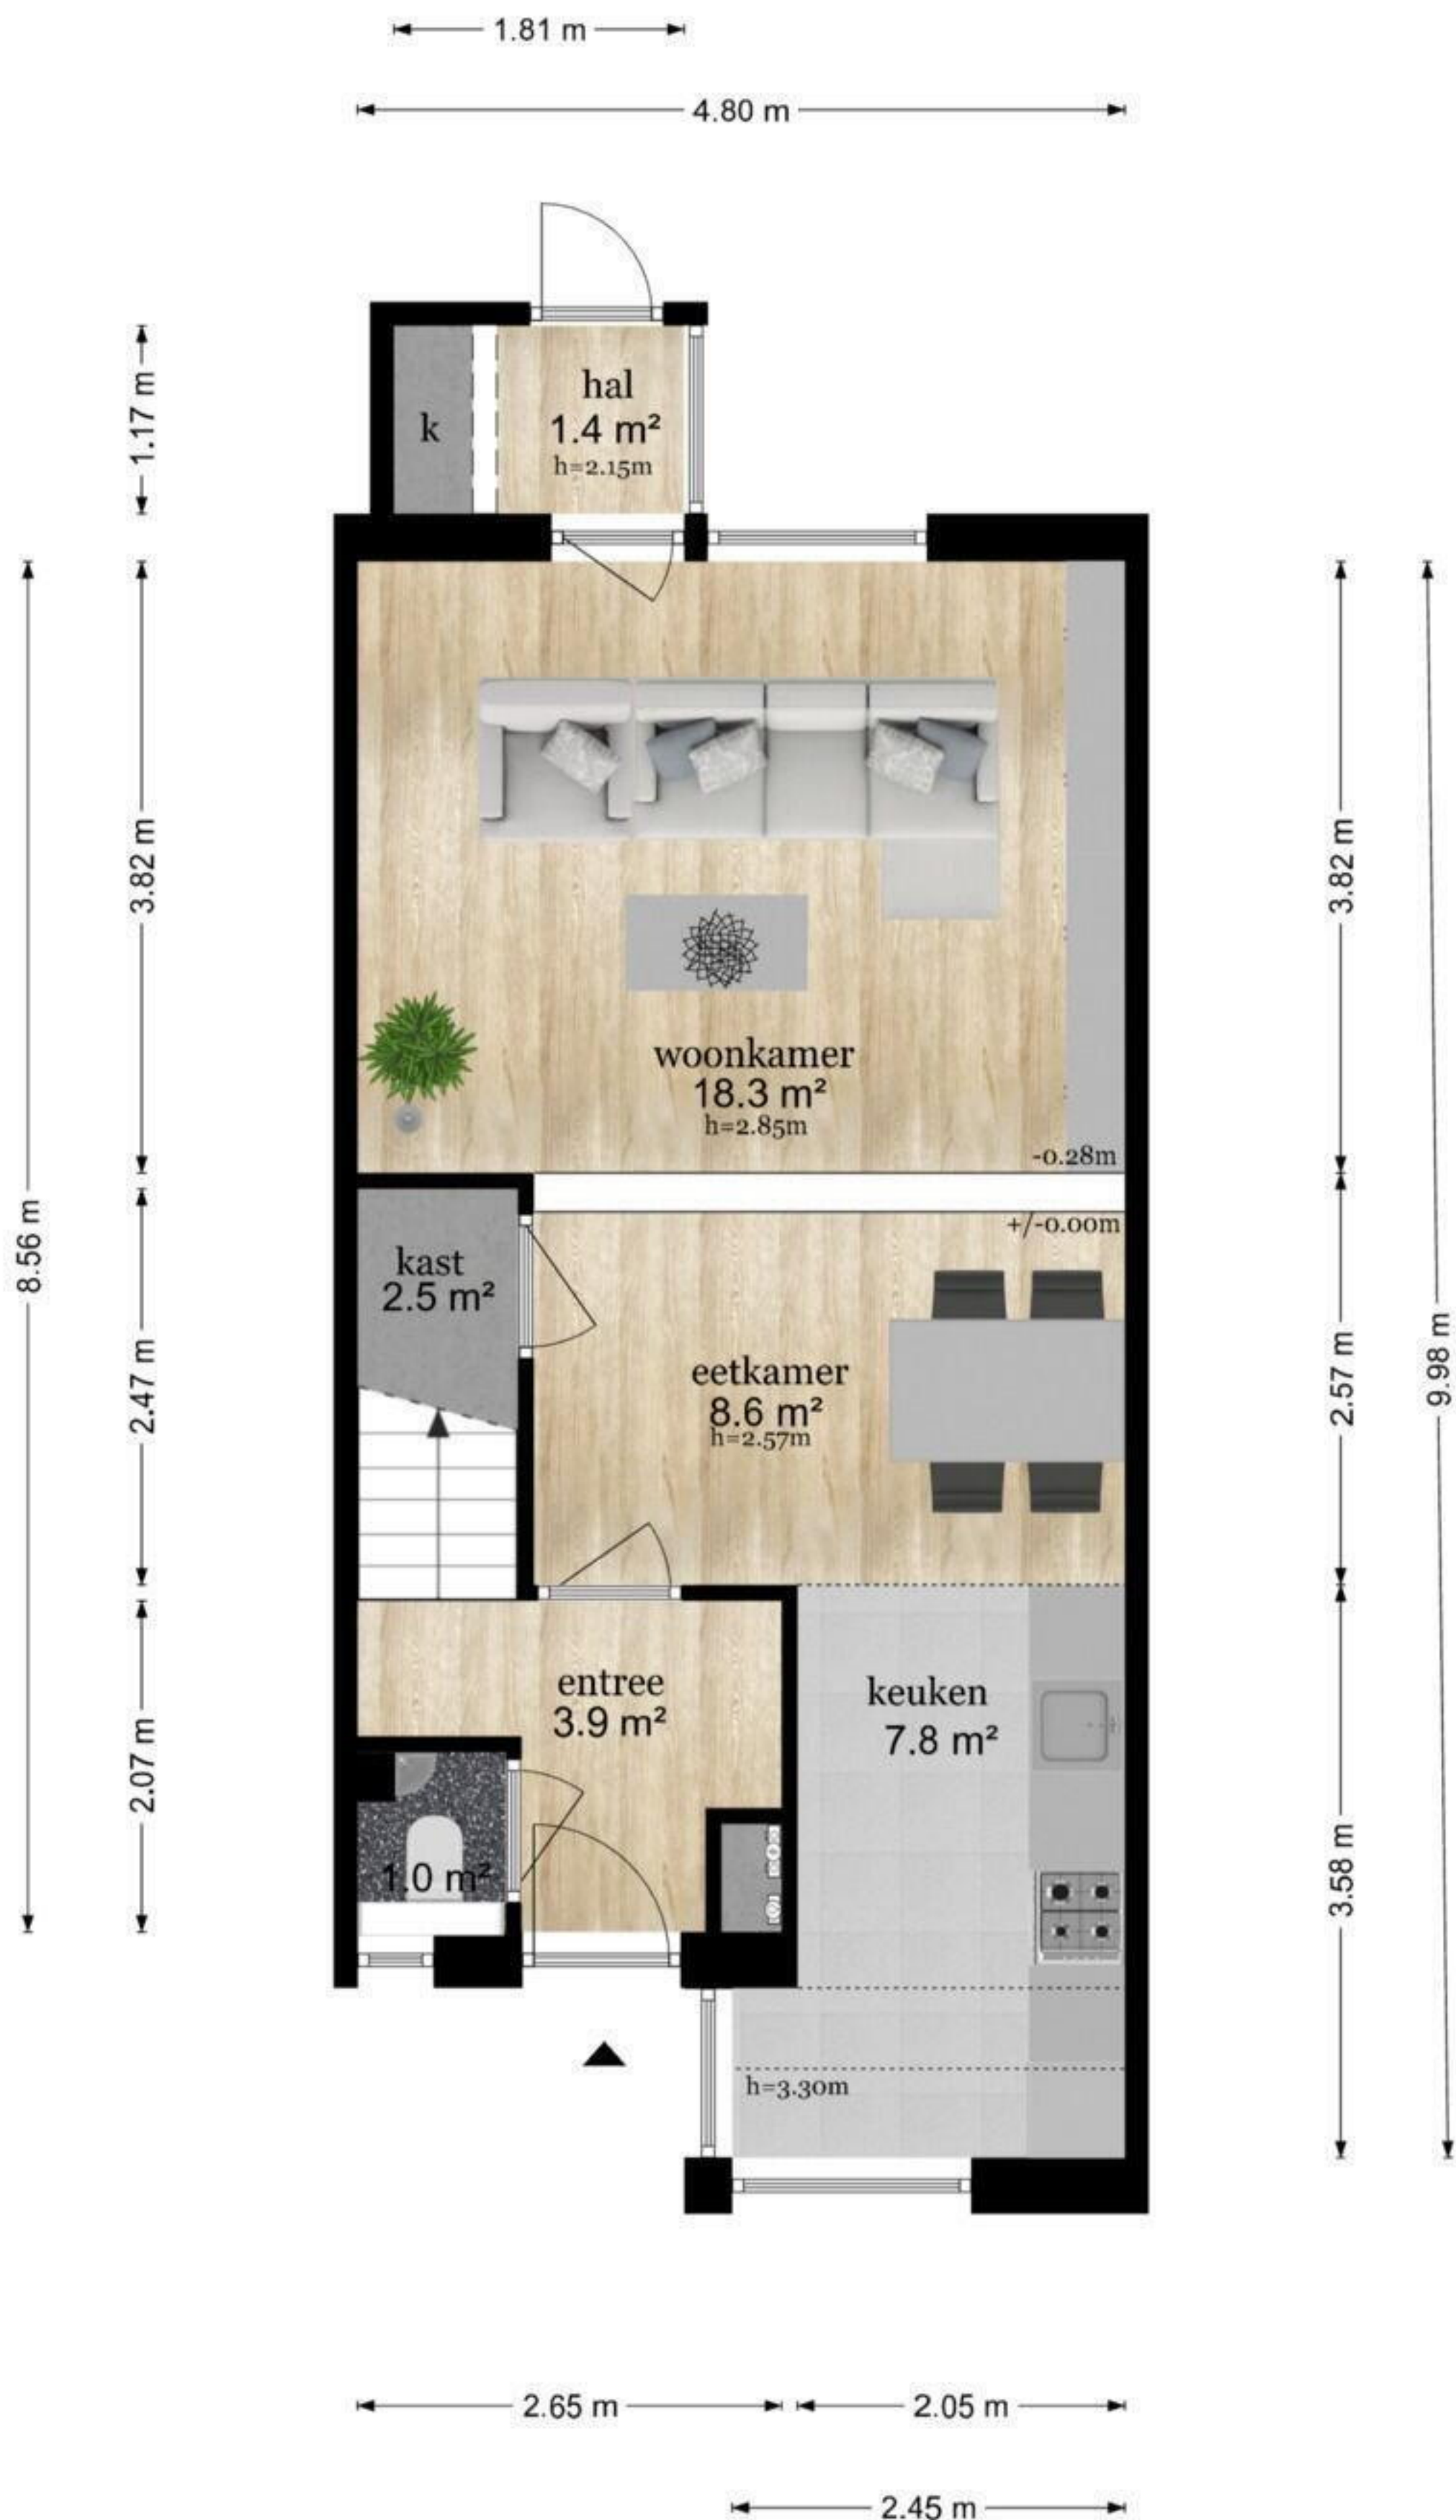 1.81 m
4.80 m
hal
1.4 m²
h=2.15m
k
1.17 m
3.82 m
3.82 m
woonkamer
18.3 m²
h=2.85m
-0.28m
+/-0.00m
kast
2.5 m²
8.56 m
2.47 m
eetkamer
8.6 m²
h=2.57m
2.57 m
9.98 m
entree
3.9 m²
keuken
7.8 m²
2.07 m
1.0 m²
3.58 m
h=3.30m
2.65 m
2.05 m
2.45 m